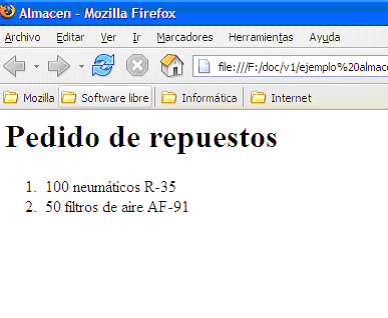 Almacen - Mozilla Firefox
Archivo Editar Ver Ir Marcadores Herramientas Ayuda
file:///F:/doc/v1/ejemplo%20almace
Mozilla Software libre Informática Internet
Pedido de repuestos
1. 100 neumáticos R-35
2. 50 filtros de aire AF-91